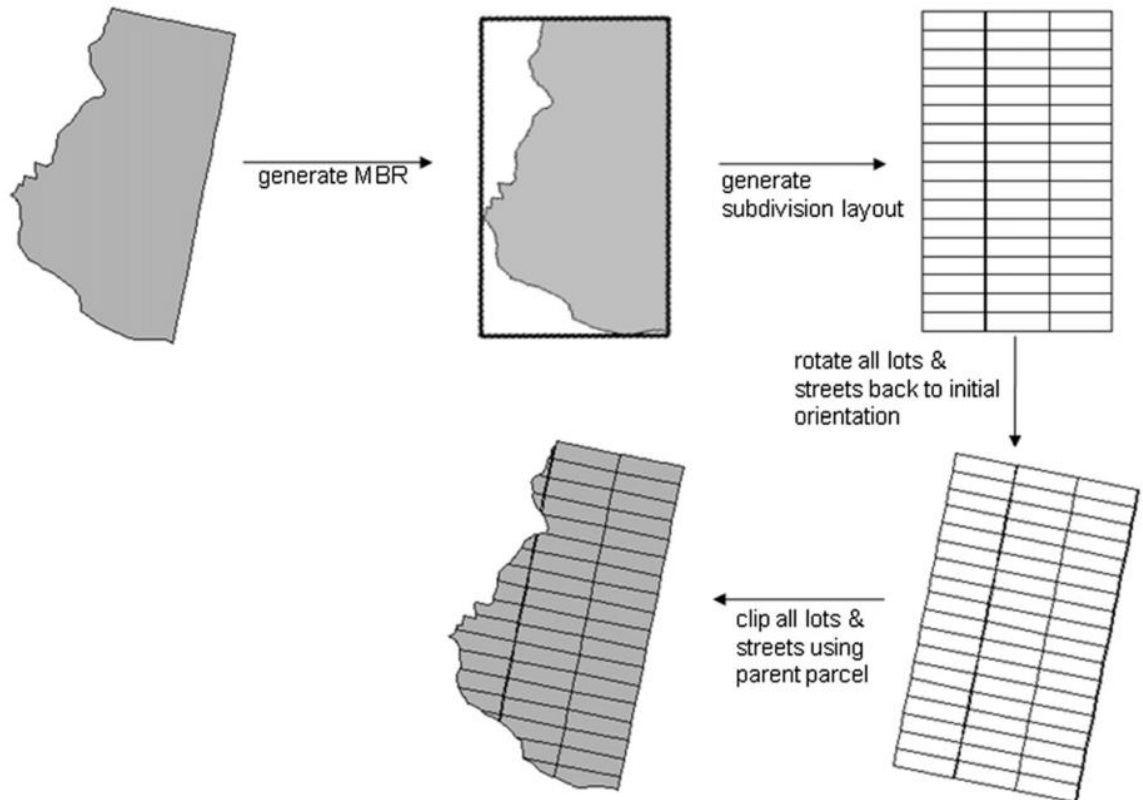 generate MBR
generate
subdivision layout
rotate all lots &
streets back to initial
orientation
clip all lots &
streets using
parent parcel